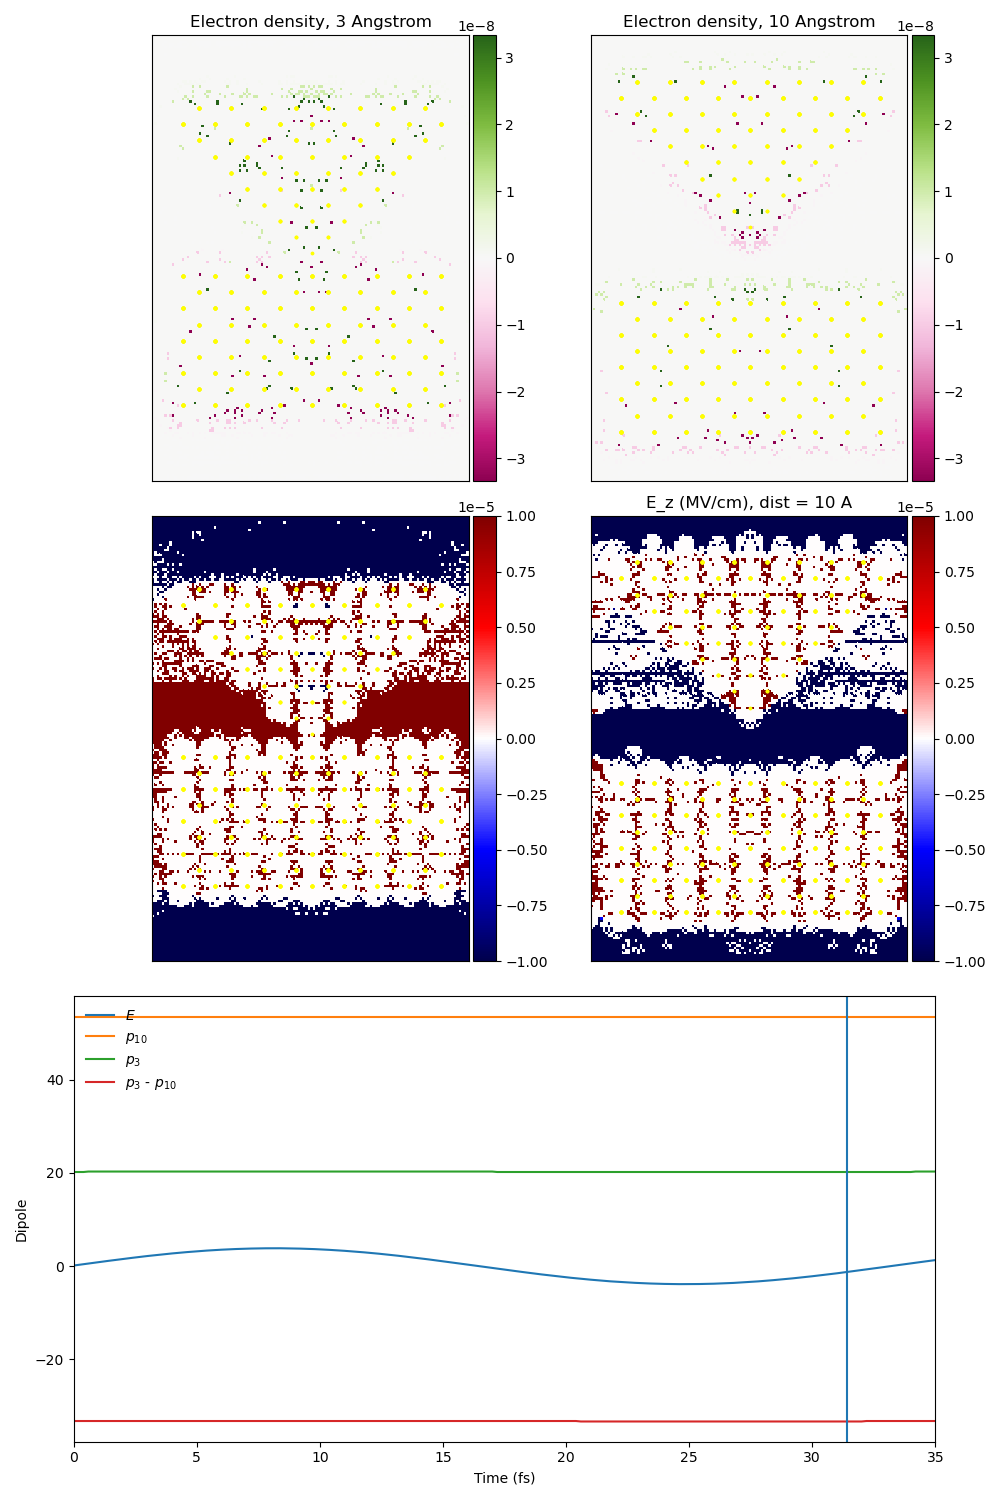 Electron density, 3 Angstrom
1e−8
3
2
1
0
−1
−2
−3
Electron density, 10 Angstrom
1e−8
3
2
1
0
−1
−2
−3
1e−5
1.00
0.75
0.50
0.25
0.00
−0.25
−0.50
−0.75
−1.00
E_z (MV/cm), dist = 10 A
1e−5
1.00
0.75
0.50
0.25
0.00
−0.25
−0.50
−0.75
−1.00
E
p10
p3
p3 - p10
40
20
0
−20
Dipole
0 5 10 15 20 25 30 35
Time (fs)